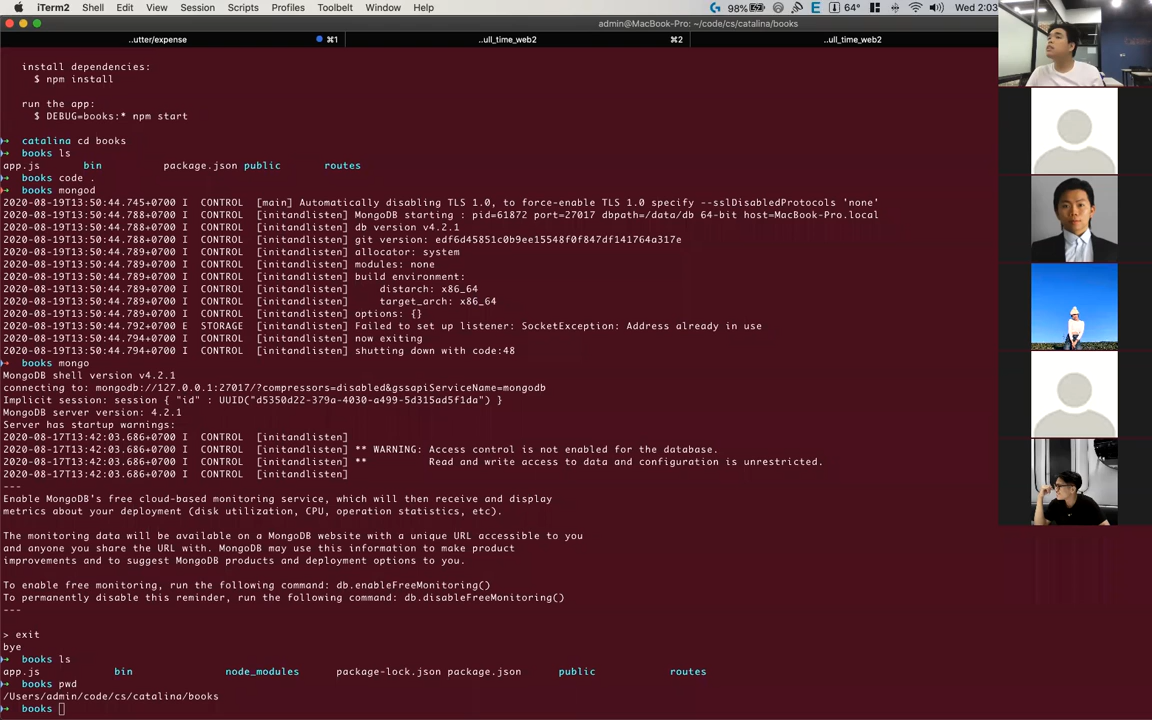 iTerm2 Shell Edit View Session Scripts Profiles Toolbelt Window Help 98% 64° Wed 2:03
admin@MacBook-Pro: ~/code/cs/catalina/books
..utter/expense ⌘1 ..ull_time_web2 ⌘2 ..ull_time_web2
install dependencies:
$ npm install
run the app:
$ DEBUG=books:* npm start
→ catalina cd books
→ books ls
app.js bin package.json public routes
→ books code .
→ books mongod
2020-08-19T13:50:44.745+0700 I CONTROL [main] Automatically disabling TLS 1.0, to force-enable TLS 1.0 specify --sslDisabledProtocols 'none'
2020-08-19T13:50:44.788+0700 I CONTROL [initandlisten] MongoDB starting : pid=61872 port=27017 dbpath=/data/db 64-bit host=MacBook-Pro.local
2020-08-19T13:50:44.788+0700 I CONTROL [initandlisten] db version v4.2.1
2020-08-19T13:50:44.788+0700 I CONTROL [initandlisten] git version: edf6d45851c0b9ee15548f0f847df141764a317e
2020-08-19T13:50:44.789+0700 I CONTROL [initandlisten] allocator: system
2020-08-19T13:50:44.789+0700 I CONTROL [initandlisten] modules: none
2020-08-19T13:50:44.789+0700 I CONTROL [initandlisten] build environment:
2020-08-19T13:50:44.789+0700 I CONTROL [initandlisten] distarch: x86_64
2020-08-19T13:50:44.789+0700 I CONTROL [initandlisten] target_arch: x86_64
2020-08-19T13:50:44.789+0700 I CONTROL [initandlisten] options: {}
2020-08-19T13:50:44.792+0700 E STORAGE [initandlisten] Failed to set up listener: SocketException: Address already in use
2020-08-19T13:50:44.794+0700 I CONTROL [initandlisten] now exiting
2020-08-19T13:50:44.794+0700 I CONTROL [initandlisten] shutting down with code:48
→ books mongo
MongoDB shell version v4.2.1
connecting to: mongodb://127.0.0.1:27017/?compressors=disabled&gssapiServiceName=mongodb
Implicit session: session { "id" : UUID("d5350d22-379a-4030-a499-5d315ad5f1da") }
MongoDB server version: 4.2.1
Server has startup warnings:
2020-08-17T13:42:03.686+0700 I CONTROL [initandlisten]
2020-08-17T13:42:03.686+0700 I CONTROL [initandlisten] ** WARNING: Access control is not enabled for the database.
2020-08-17T13:42:03.686+0700 I CONTROL [initandlisten] ** Read and write access to data and configuration is unrestricted.
2020-08-17T13:42:03.686+0700 I CONTROL [initandlisten]
---
Enable MongoDB's free cloud-based monitoring service, which will then receive and display
metrics about your deployment (disk utilization, CPU, operation statistics, etc).
The monitoring data will be available on a MongoDB website with a unique URL accessible to you
and anyone you share the URL with. MongoDB may use this information to make product
improvements and to suggest MongoDB products and deployment options to you.
To enable free monitoring, run the following command: db.enableFreeMonitoring()
To permanently disable this reminder, run the following command: db.disableFreeMonitoring()
---
> exit
bye
→ books ls
app.js bin node_modules package-lock.json package.json public routes
→ books pwd
/Users/admin/code/cs/catalina/books
→ books